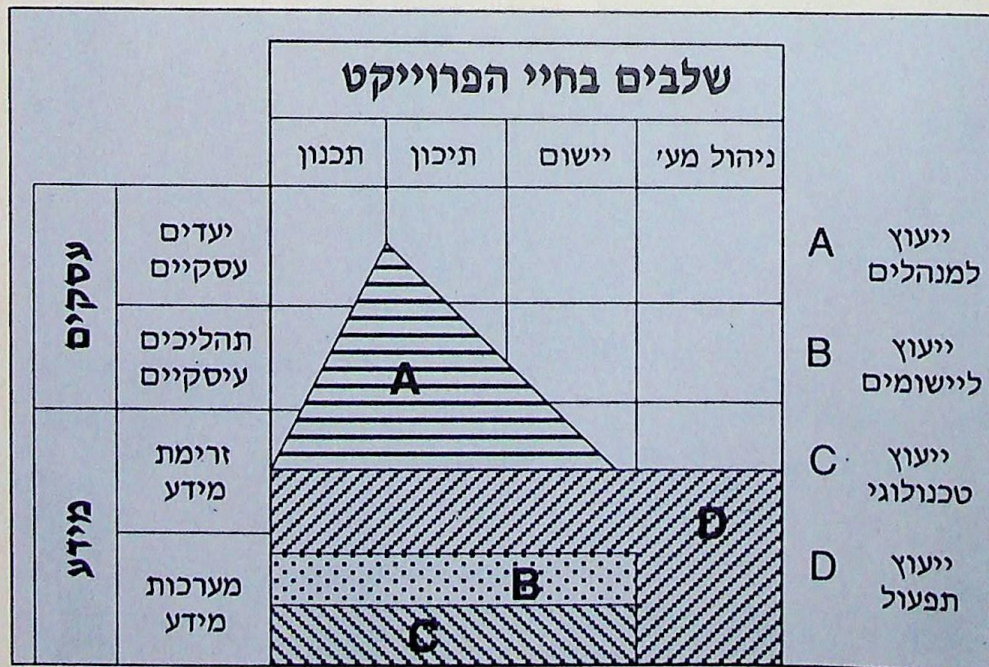 שלבים בחיי הפרוייקט
ניהול מע׳
יישום
תיכון
תכנון
עסקים
יעדים
עסקיים
תהליכים
עיסקיים
מידע
זרימת
מידע
מערכות
מידע
A
B
C
D
A
ייעוץ
למנהלים
B
ייעוץ
ליישומים
C
ייעוץ
טכנולוגי
D
ייעוץ
תפעול